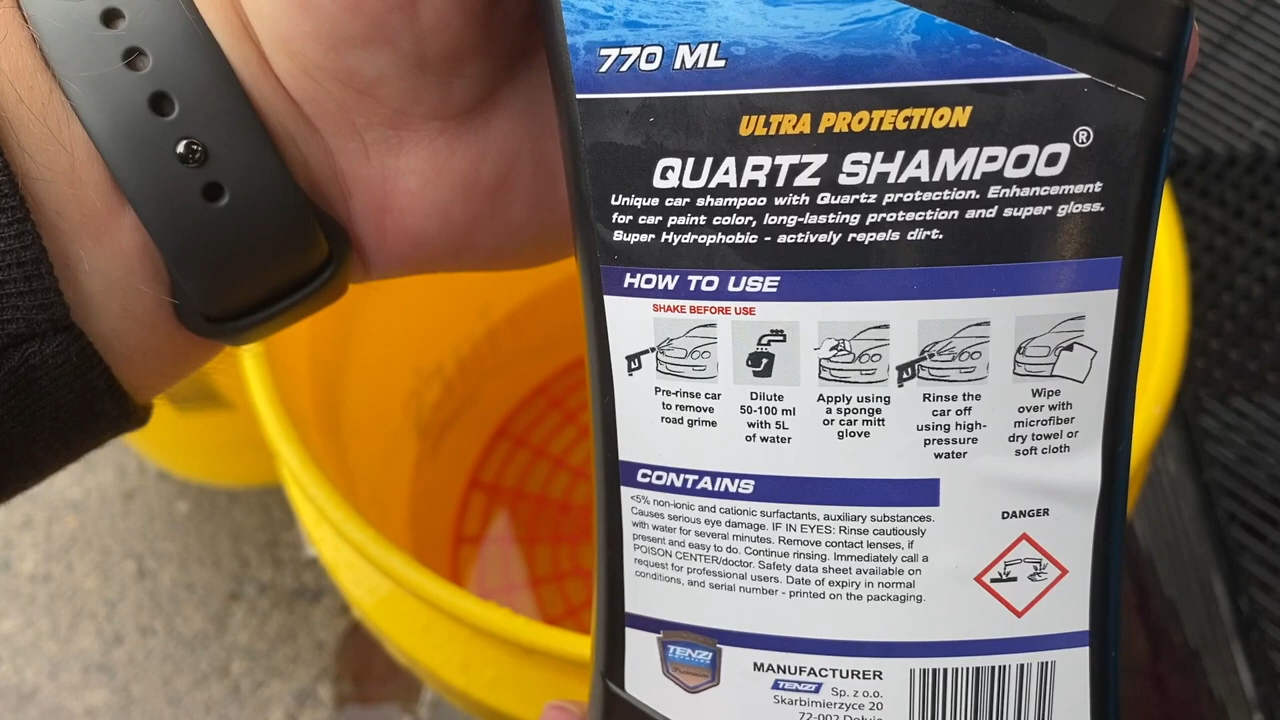 770 ML
ULTRA PROTECTION
QUARTZ SHAMPOO®
Unique car shampoo with Quartz protection. Enhancement
for car paint color, long-lasting protection and super gloss.
Super Hydrophobic - actively repels dirt.
HOW TO USE
SHAKE BEFORE USE
Pre-rinse car
to remove
road grime
Dilute
50-100 ml
with 5L
of water
Apply using
a sponge
or car mitt
glove
Rinse the
car off
using high-
pressure
water
Wipe
over with
microfiber
dry towel or
soft cloth
CONTAINS
<5% non-ionic and cationic surfactants, auxiliary substances.
Causes serious eye damage. IF IN EYES: Rinse cautiously
with water for several minutes. Remove contact lenses, if
present and easy to do. Continue rinsing. Immediately call a
POISON CENTER/doctor. Safety data sheet available on
request for professional users. Date of expiry in normal
conditions, and serial number - printed on the packaging.
DANGER
TENZI
Premium
MANUFACTURER
TENZI Sp. z o.o.
Skarbimierzyce 20
72-002